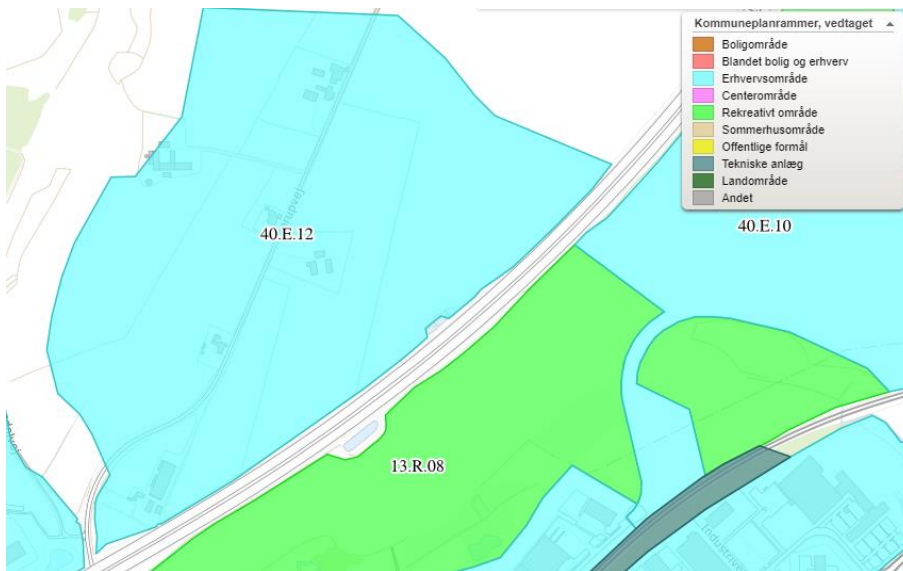 Kommuneplanrammer, vedtaget
Boligområde
Blandet bolig og erhverv
Erhvervsområde
Centerområde
Rekreativt område
Sommerhusområde
Offentlige formål
Tekniske anlæg
Landområde
Andet
40.E.12
40.E.10
13.R.08